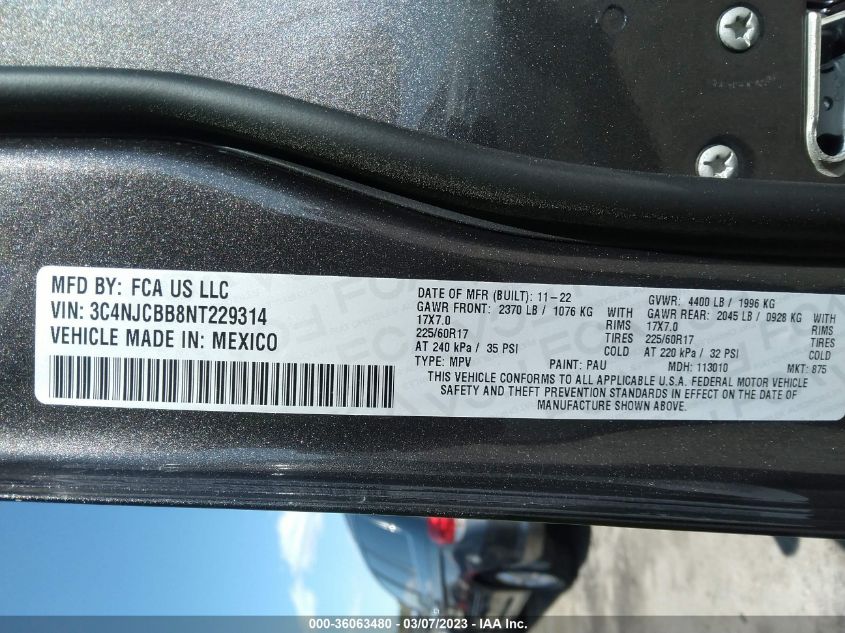 MFD BY: FCA US LLC
VIN: 3C4NJCBB8NT229314
VEHICLE MADE IN: MEXICO
DATE OF MFR (BUILT): 11-22 GVWR: 4400 LB / 1996 KG
GAWR FRONT: 2370 LB / 1076 KG WITH GAWR REAR: 2045 LB / 0928 KG WITH
17X7.0 RIMS 17X7.0 RIMS
225/60R17 TIRES 225/60R17 TIRES
AT 240 kPa / 35 PSI COLD AT 220 kPa / 32 PSI COLD
TYPE: MPV PAINT: PAU MDH: 113010 MKT: 875
THIS VEHICLE CONFORMS TO ALL APPLICABLE U.S.A. FEDERAL MOTOR VEHICLE
SAFETY AND THEFT PREVENTION STANDARDS IN EFFECT ON THE DATE OF
MANUFACTURE SHOWN ABOVE.
000-36063480 - 03/07/2023 - IAA, Inc.